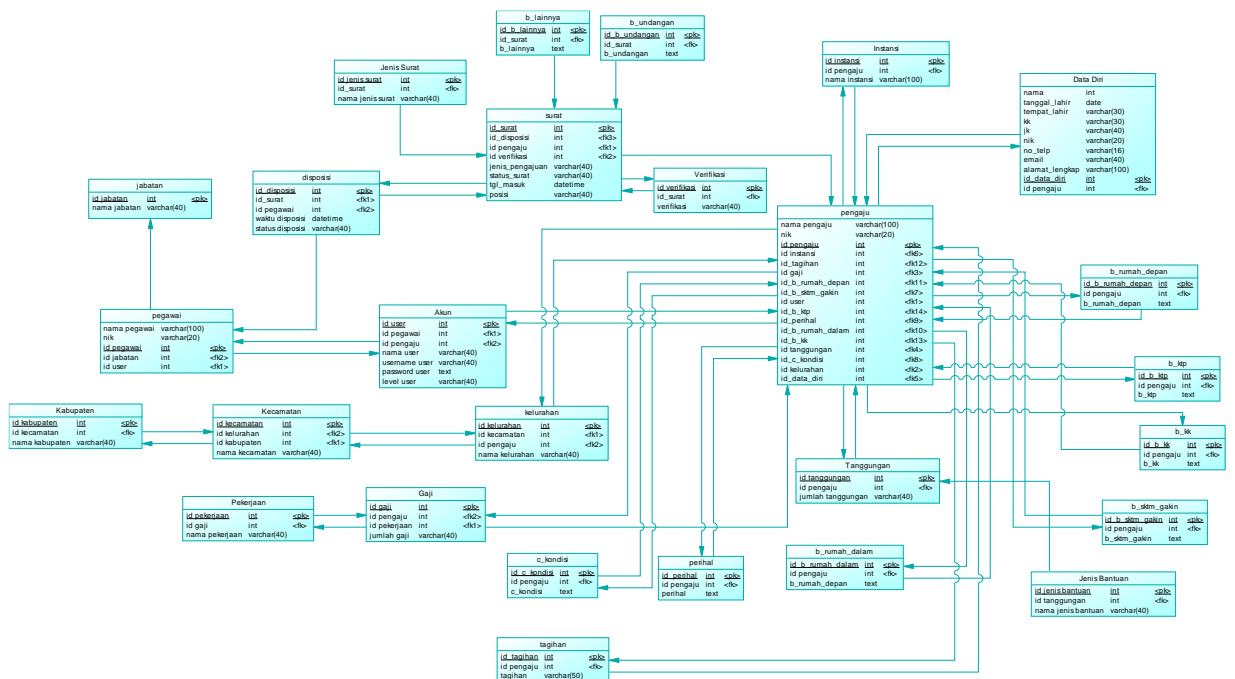 b_lainnya
id_b_lainnya int <pk>
id_surat int <fk>
b_lainnya text
b_undangan
id_b_undangan int <pk>
id_surat int <fk>
b_undangan text
Instansi
id instansi int <pk>
id pengaju int <fk>
nama instansi varchar(100)
Jenis Surat
id jenis surat int <pk>
id_surat int <fk>
nama jenis surat varchar(40)
Data Diri
nama int
tanggal_lahir date
tempat_lahir varchar(30)
kk varchar(30)
jk varchar(40)
nik varchar(20)
no_telp varchar(16)
email varchar(40)
alamat_lengkap varchar(100)
id_data_diri int <pk>
id pengaju int <fk>
surat
id_surat int <pk>
id_disposisi int <fk3>
id pengaju int <fk1>
id verifikasi int <fk2>
jenis_pengajuan varchar(40)
status_surat varchar(40)
tgl_masuk datetime
posisi varchar(40)
disposisi
id_disposisi int <pk>
id_surat int <fk1>
id pegawai int <fk2>
waktu disposisi datetime
status disposisi varchar(40)
Verifikasi
id verifikasi int <pk>
id_surat int <fk>
verifikasi varchar(40)
jabatan
id jabatan int <pk>
nama jabatan varchar(40)
pengaju
nama pengaju varchar(100)
nik varchar(20)
id pengaju int <pk>
id instansi int <fk6>
id_tagihan int <fk12>
id gaji int <fk3>
id_b_rumah_depan int <fk11>
id_b_sktm_gakin int <fk7>
id user int <fk1>
id_b_ktp int <fk14>
id_perihal int <fk9>
id_b_rumah_dalam int <fk10>
id_b_kk int <fk13>
id tanggungan int <fk4>
id_c_kondisi int <fk8>
id kelurahan int <fk2>
id_data_diri int <fk5>
b_rumah_depan
id_b_rumah_depan int <pk>
id pengaju int <fk>
b_rumah_depan text
pegawai
nama pegawai varchar(100)
nik varchar(20)
id pegawai int <pk>
id jabatan int <fk2>
id user int <fk1>
Akun
id user int <pk>
id pegawai int <fk1>
id pengaju int <fk2>
nama user varchar(40)
username user varchar(40)
password user text
level user varchar(40)
b_ktp
id_b_ktp int <pk>
id pengaju int <fk>
b_ktp text
Kabupaten
id kabupaten int <pk>
id kecamatan int <fk>
nama kabupaten varchar(40)
Kecamatan
id kecamatan int <pk>
id kelurahan int <fk2>
id kabupaten int <fk1>
nama kecamatan varchar(40)
kelurahan
id kelurahan int <pk>
id kecamatan int <fk1>
id pengaju int <fk2>
nama kelurahan varchar(40)
b_kk
id_b_kk int <pk>
id pengaju int <fk>
b_kk text
Tanggungan
id tanggungan int <pk>
id pengaju int <fk>
jumlah tanggungan varchar(40)
Pekerjaan
id pekerjaan int <pk>
id gaji int <fk>
nama pekerjaan varchar(40)
Gaji
id gaji int <pk>
id pengaju int <fk2>
id pekerjaan int <fk1>
jumlah gaji varchar(40)
b_sktm_gakin
id_b_sktm_gakin int <pk>
id pengaju int <fk>
b_sktm_gakin text
c_kondisi
id_c_kondisi int <pk>
id pengaju int <fk>
c_kondisi text
perihal
id_perihal int <pk>
id pengaju int <fk>
perihal text
b_rumah_dalam
id_b_rumah_dalam int <pk>
id pengaju int <fk>
b_rumah_depan text
Jenis Bantuan
id jenis bantuan int <pk>
id tanggungan int <fk>
nama jenis bantuan varchar(40)
tagihan
id_tagihan int <pk>
id pengaju int <fk>
tagihan varchar(50)